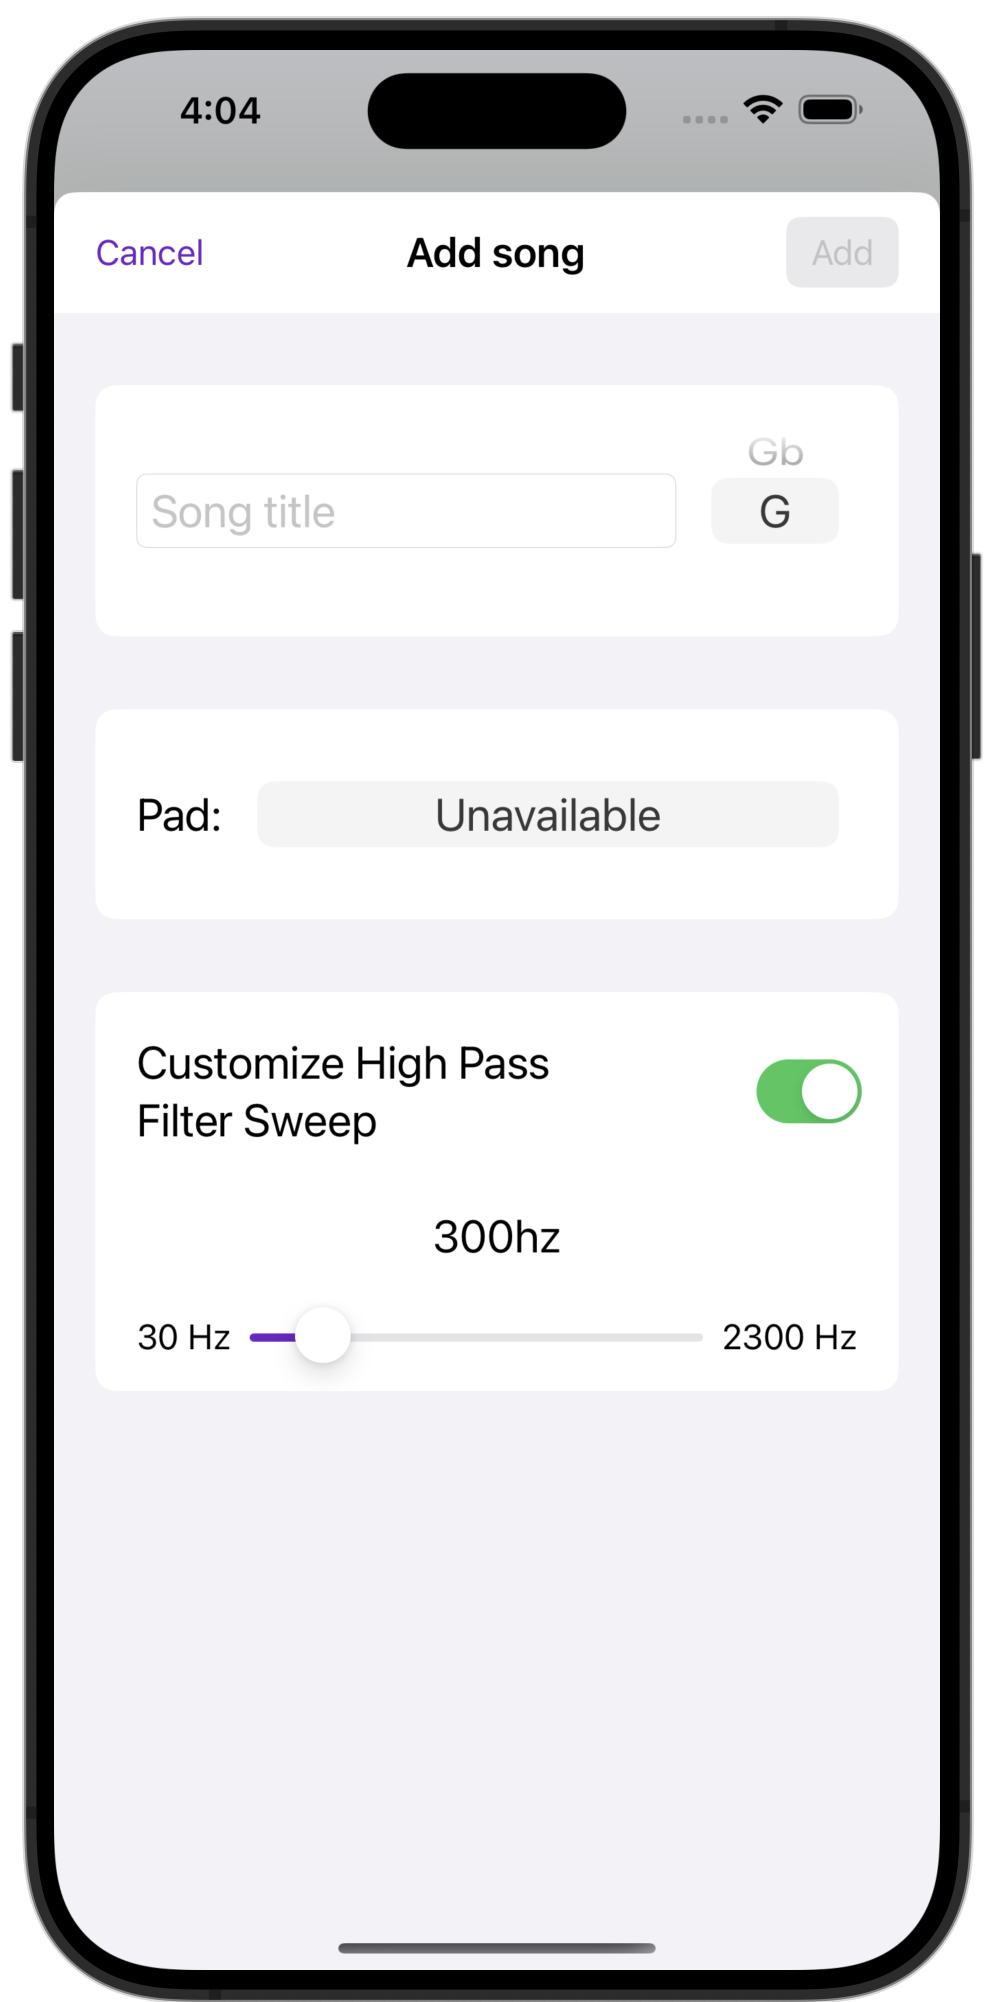 4:04
Cancel
Add song
Add
Gb
Song title
G
Pad:
Unavailable
Customize High Pass
Filter Sweep
300hz
30 Hz
2300 Hz